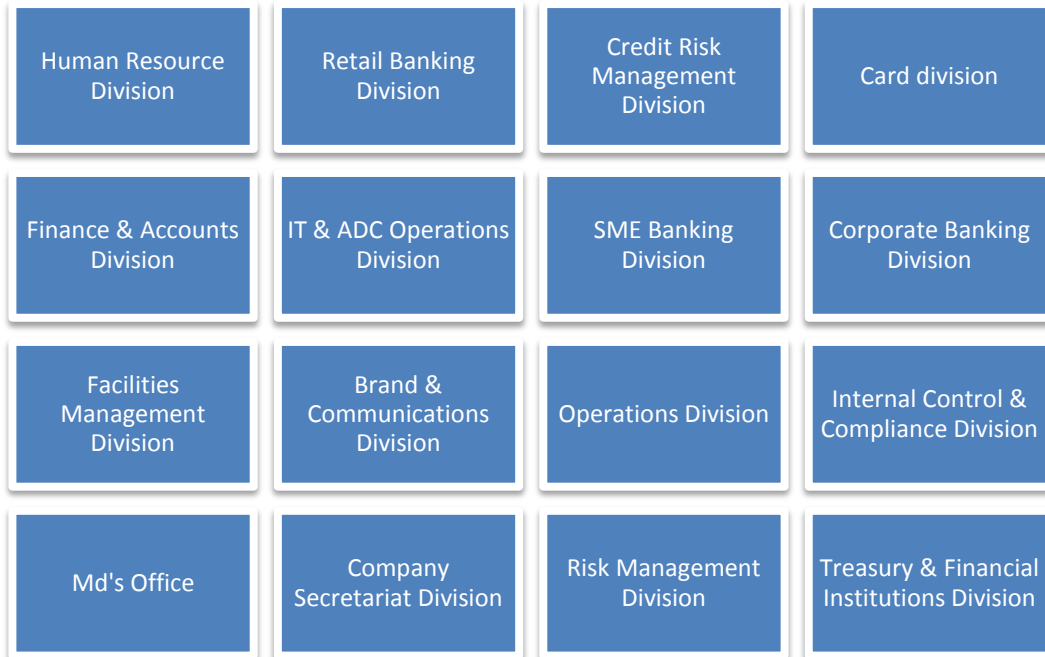 Human Resource
Division
Retail Banking
Division
Credit Risk
Management
Division
Card division
Finance & Accounts
Division
IT & ADC Operations
Division
SME Banking
Division
Corporate Banking
Division
Facilities
Management
Division
Brand &
Communications
Division
Operations Division
Internal Control &
Compliance Division
Md's Office
Company
Secretariat Division
Risk Management
Division
Treasury & Financial
Institutions Division